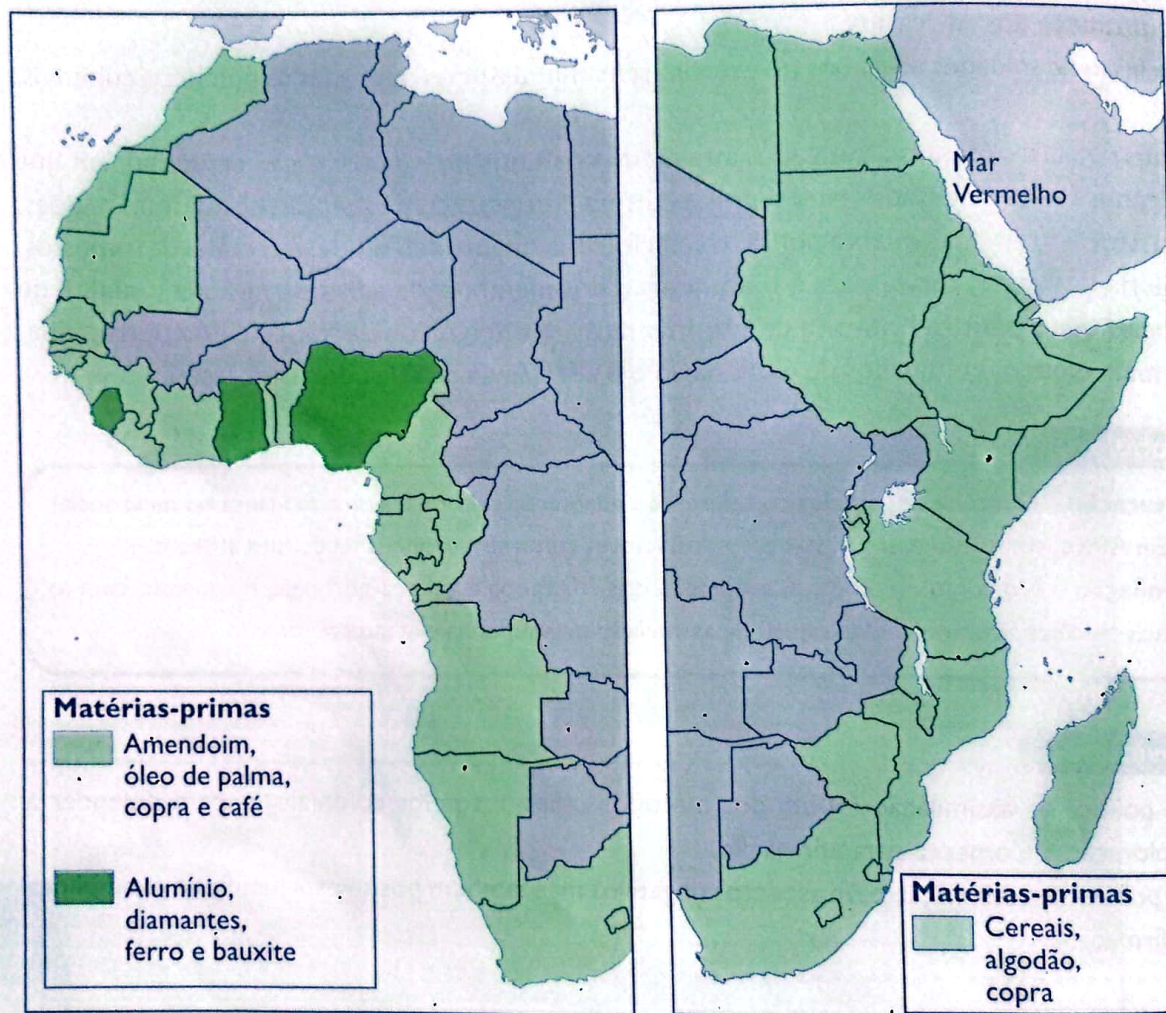 Mar
Vermelho
Matérias-primas
Amendoim,
óleo de palma,
copra e café
Alumínio,
diamantes,
ferro e bauxite
Matérias-primas
Cereais,
algodão,
copra